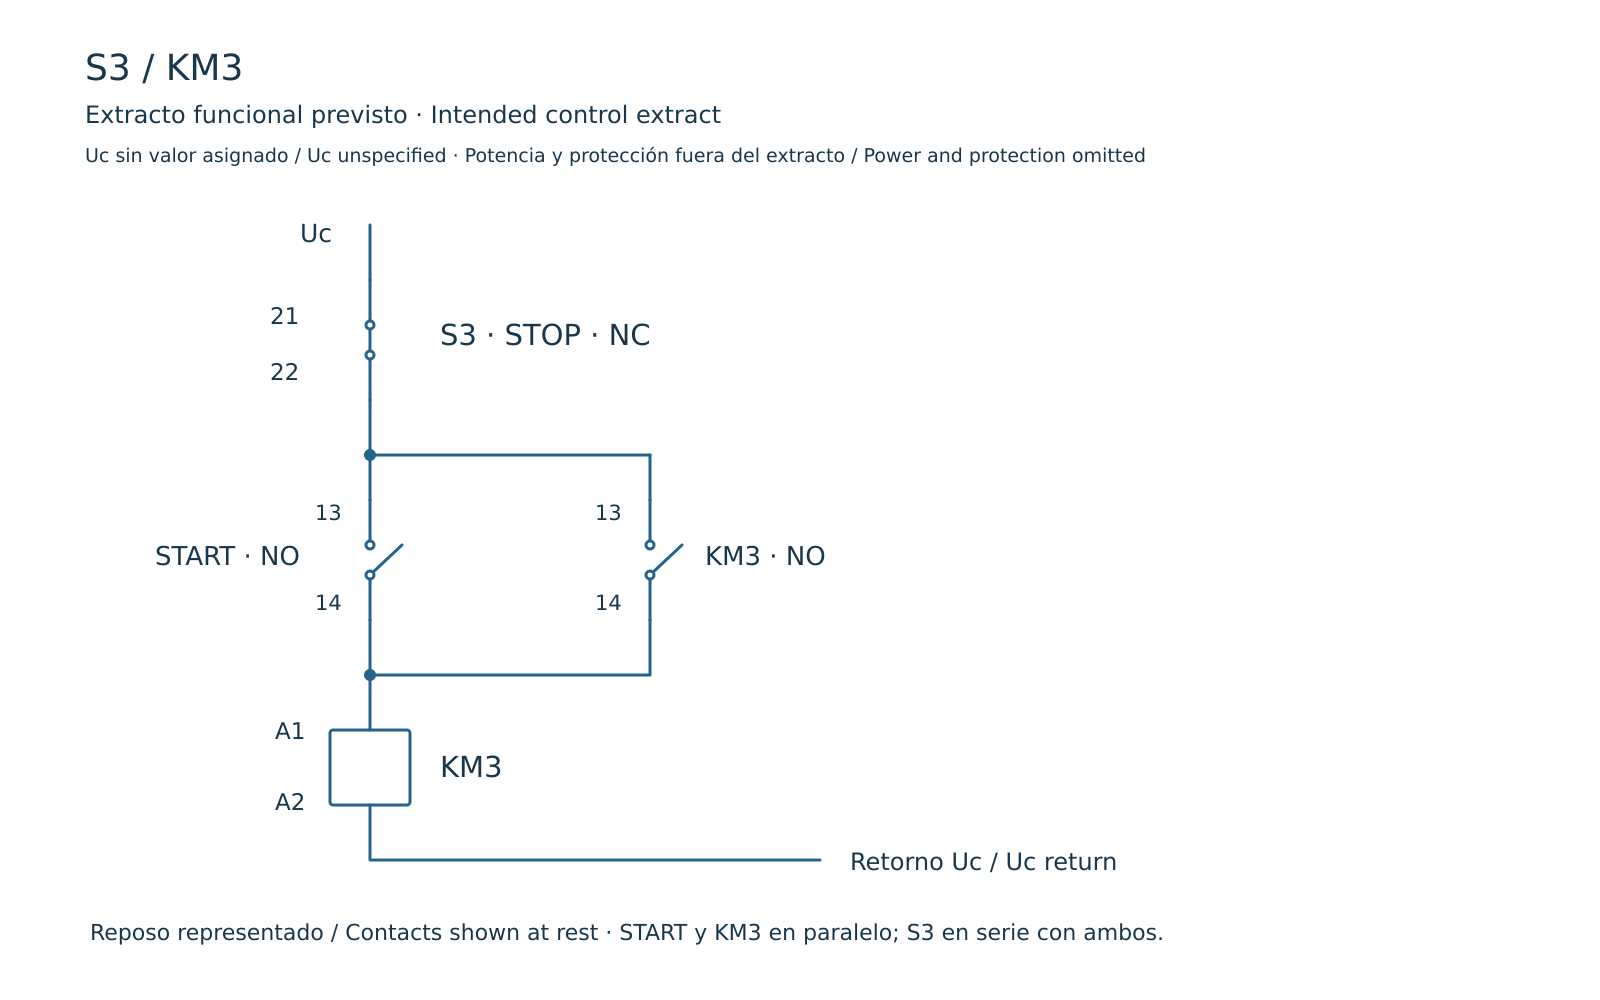 S3 / KM3
Extracto funcional previsto · Intended control extract
Uc sin valor asignado / Uc unspecified · Potencia y protección fuera del extracto / Power and protection omitted
Uc
21
S3 · STOP · NC
22
13
13
START · NO
KM3 · NO
14
14
A1
KM3
A2
Retorno Uc / Uc return
Reposo representado / Contacts shown at rest · START y KM3 en paralelo; S3 en serie con ambos.